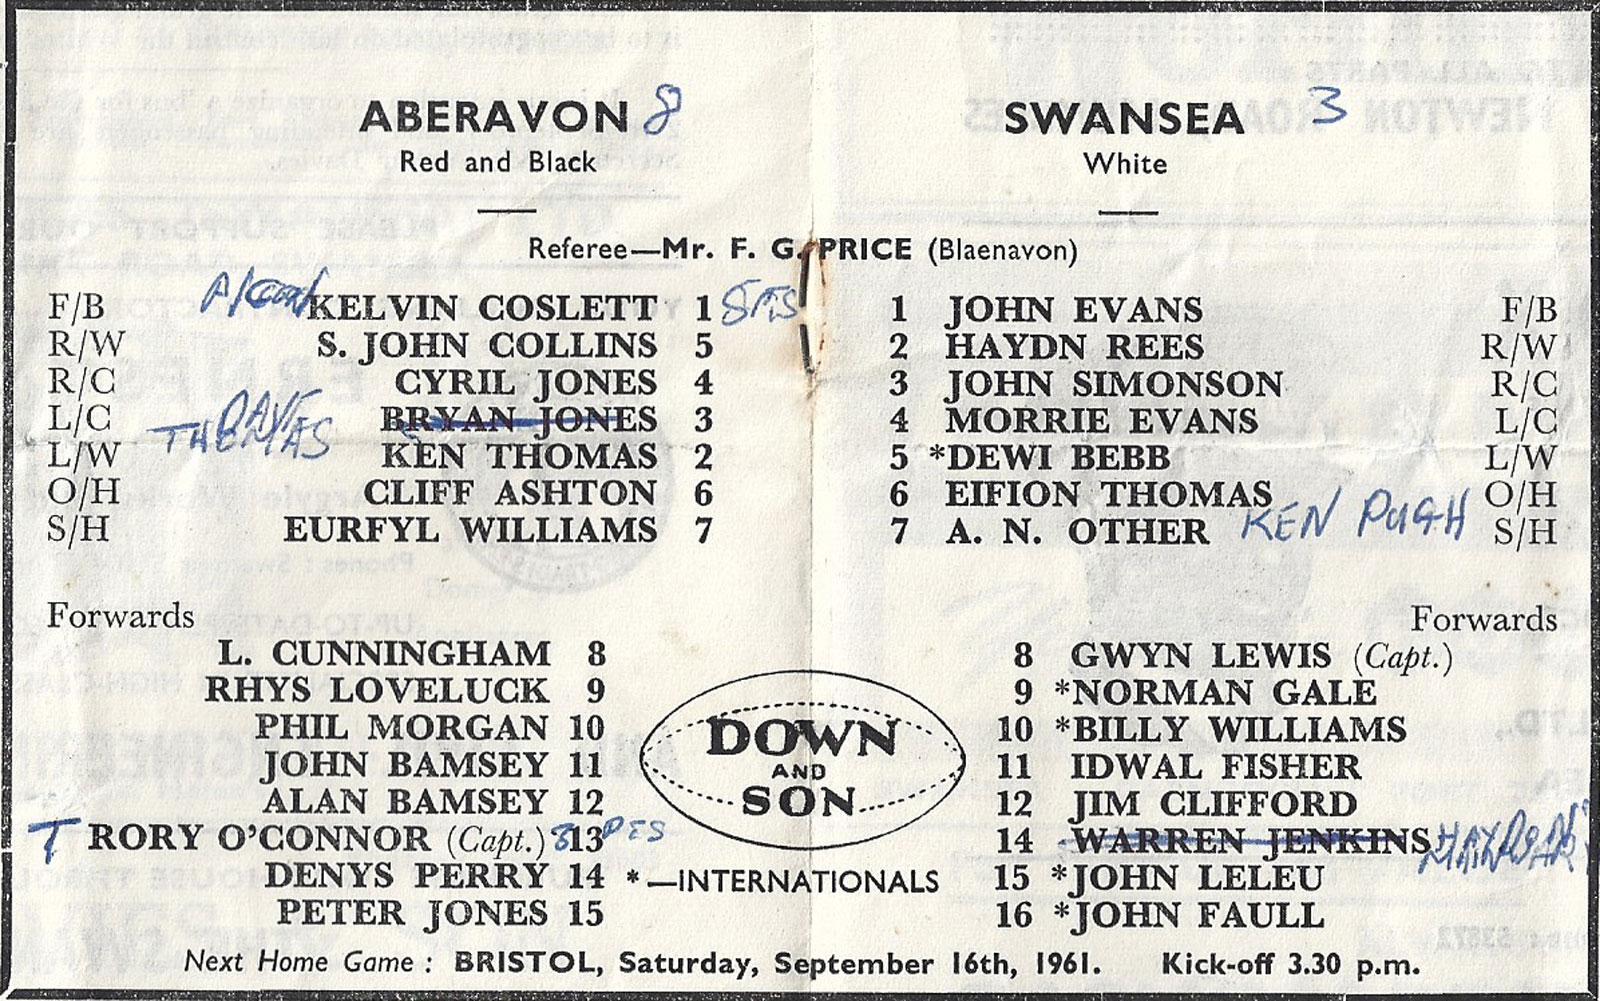 ABERAVON 8 SWANSEA 3
Red and Black White
Referee—Mr. F. G. PRICE (Blaenavon)
F/B KELVIN COSLETT 1 1 JOHN EVANS F/B
R/W S. JOHN COLLINS 5 2 HAYDN REES R/W
R/C CYRIL JONES 4 3 JOHN SIMONSON R/C
L/C DAVE THOMAS BRYAN JONES 3 4 MORRIE EVANS L/C
L/W KEN THOMAS 2 5 *DEWI BEBB L/W
O/H CLIFF ASHTON 6 6 EIFION THOMAS O/H
S/H EURFYL WILLIAMS 7 7 A. N. OTHER KEN PUGH S/H
Forwards Forwards
L. CUNNINGHAM 8 8 GWYN LEWIS (Capt.)
RHYS LOVELUCK 9 9 *NORMAN GALE
PHIL MORGAN 10 10 *BILLY WILLIAMS
JOHN BAMSEY 11 11 IDWAL FISHER
ALAN BAMSEY 12 12 JIM CLIFFORD
T RORY O'CONNOR (Capt.) 3 13 14 WARREN JENKINS
DENYS PERRY 14 15 *JOHN LELEU
PETER JONES 15 16 *JOHN FAULL
DOWN
AND
SON
*—INTERNATIONALS
Next Home Game : BRISTOL, Saturday, September 16th, 1961. Kick-off 3.30 p.m.